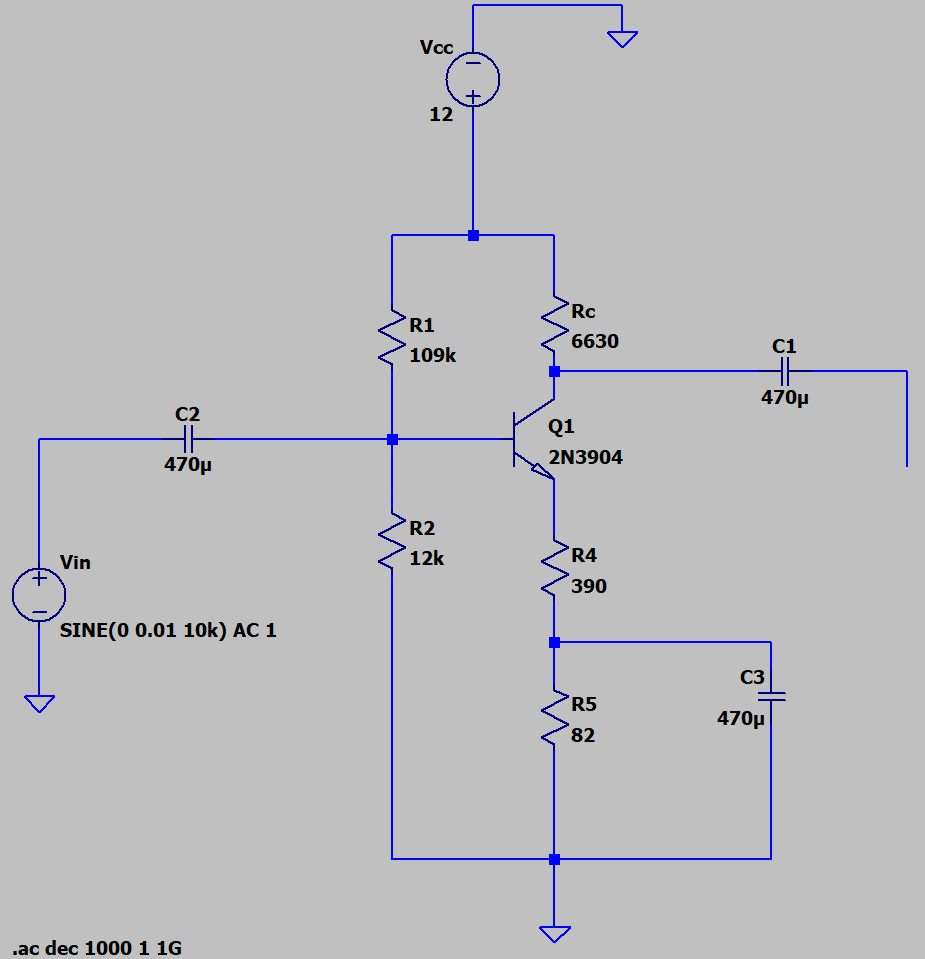 Vcc
12
R1
109k
Rc
6630
C1
470µ
C2
470µ
Q1
2N3904
R2
12k
Vin
SINE(0 0.01 10k) AC 1
R4
390
C3
470µ
R5
82
.ac dec 1000 1 1G